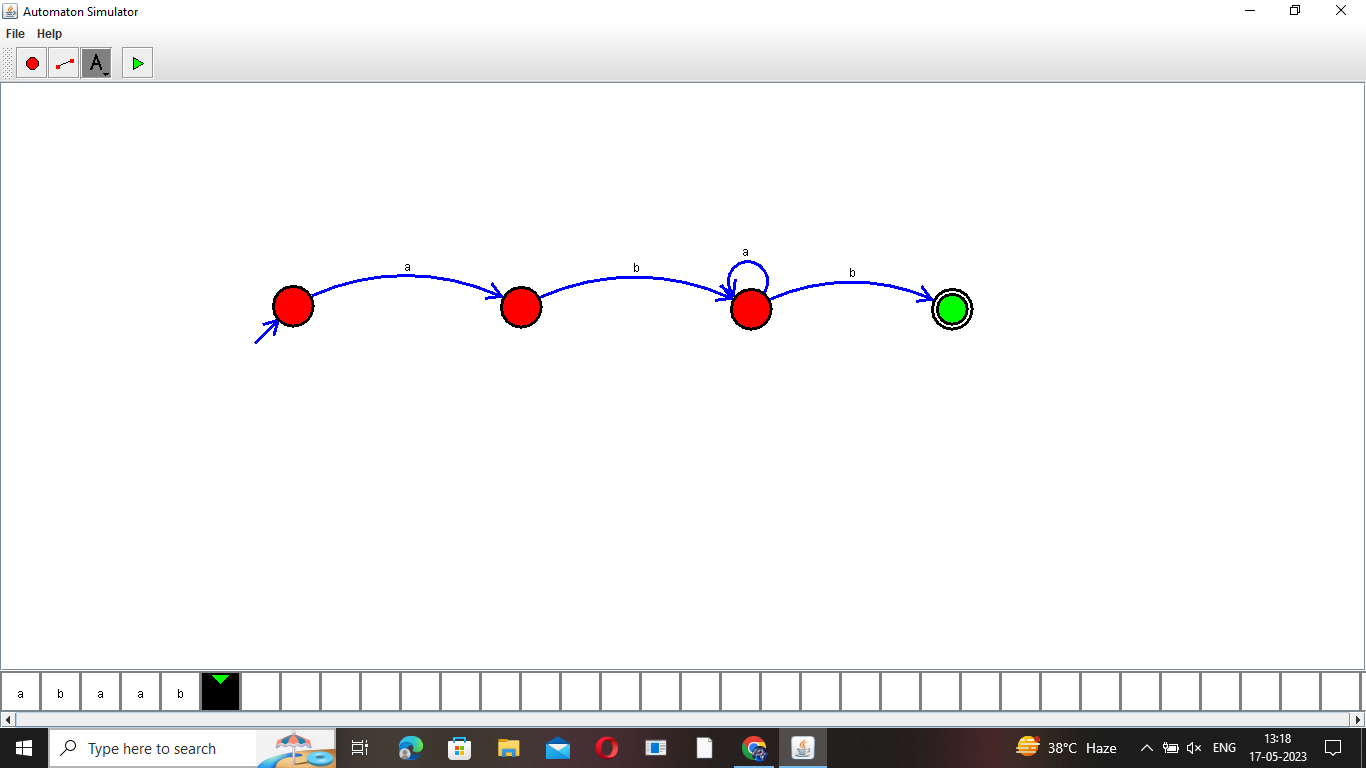 Automaton Simulator
File Help
A
a b a b
a b a a b
Type here to search
38°C Haze
ENG
13:18
17-05-2023